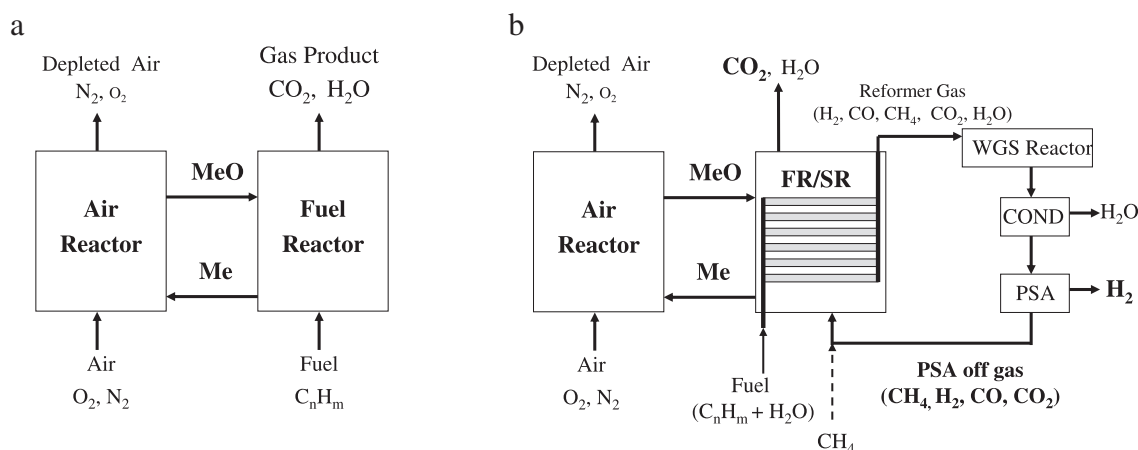 a
Depleted Air
N2, O2
Gas Product
CO2, H2O
MeO
Air
Reactor
Fuel
Reactor
Me
Air
O2, N2
Fuel
CnHm
b
Depleted Air
N2, O2
CO2, H2O
Reformer Gas
(H2, CO, CH4, CO2, H2O)
WGS Reactor
MeO
FR/SR
Air
Reactor
COND
H2O
Me
PSA
H2
Air
O2, N2
Fuel
(CnHm + H2O)
PSA off gas
(CH4, H2, CO, CO2)
CH4